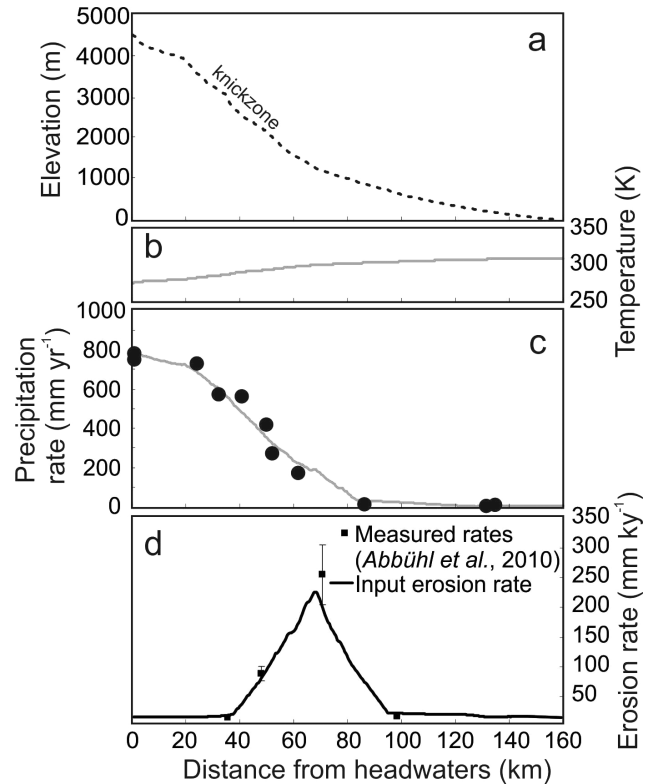 5000
4000
3000
2000
1000
0
Elevation (m)
a
knickzone
b
350
300
250
Temperature (K)
1000
800
600
400
200
0
Precipitation
rate (mm yr-1)
c
d
Measured rates
(Abbühl et al., 2010)
Input erosion rate
350
300
250
200
150
100
50
Erosion rate (mm ky-1)
0 20 40 60 80 100 120 140 160
Distance from headwaters (km)